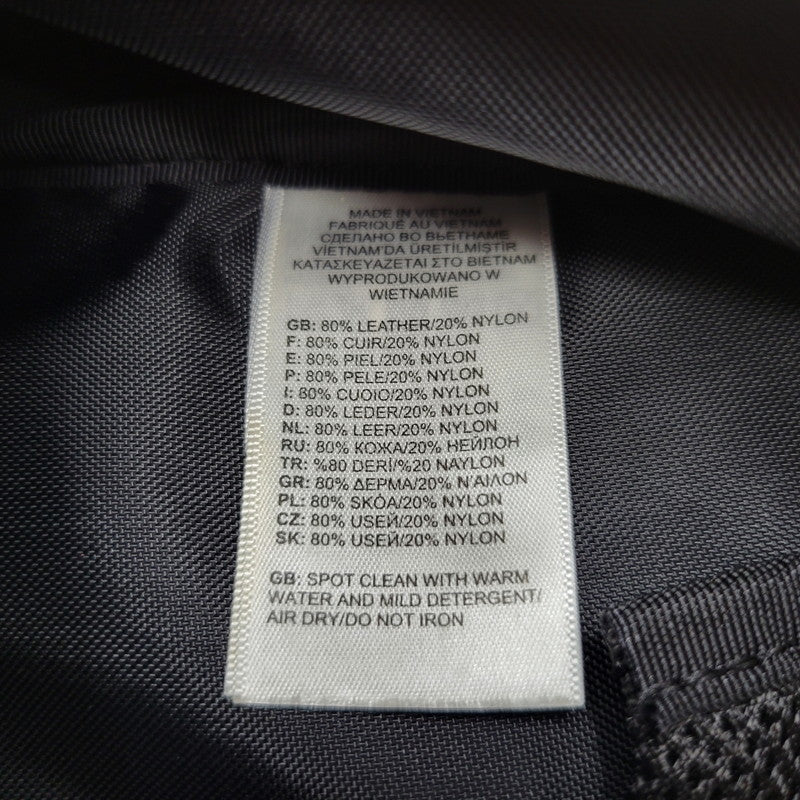 MADE IN VIETNAM
FABRIQUÉ AU VIETNAM
СДЕЛАНО ВО ВЬЕТНАМЕ
VİETNAM'DA ÜRETİLMİŞTİR
ΚΑΤΑΣΚΕΥΑΖΕΤΑΙ ΣΤΟ ΒΙΕΤΝΑΜ
WYPRODUKOWANO W
WIETNAMIE
GB: 80% LEATHER/20% NYLON
F: 80% CUIR/20% NYLON
E: 80% PIEL/20% NYLON
P: 80% PELE/20% NYLON
I: 80% CUOIO/20% NYLON
D: 80% LEDER/20% NYLON
NL: 80% LEER/20% NYLON
RU: 80% КОЖА/20% НЕЙЛОН
TR: %80 DERİ/%20 NAYLON
GR: 80% ΔΕΡΜΑ/20% Ν'ΑΙΛΟΝ
PL: 80% SKÓA/20% NYLON
CZ: 80% USEЙ/20% NYLON
SK: 80% USEЙ/20% NYLON
GB: SPOT CLEAN WITH WARM
WATER AND MILD DETERGENT/
AIR DRY/DO NOT IRON